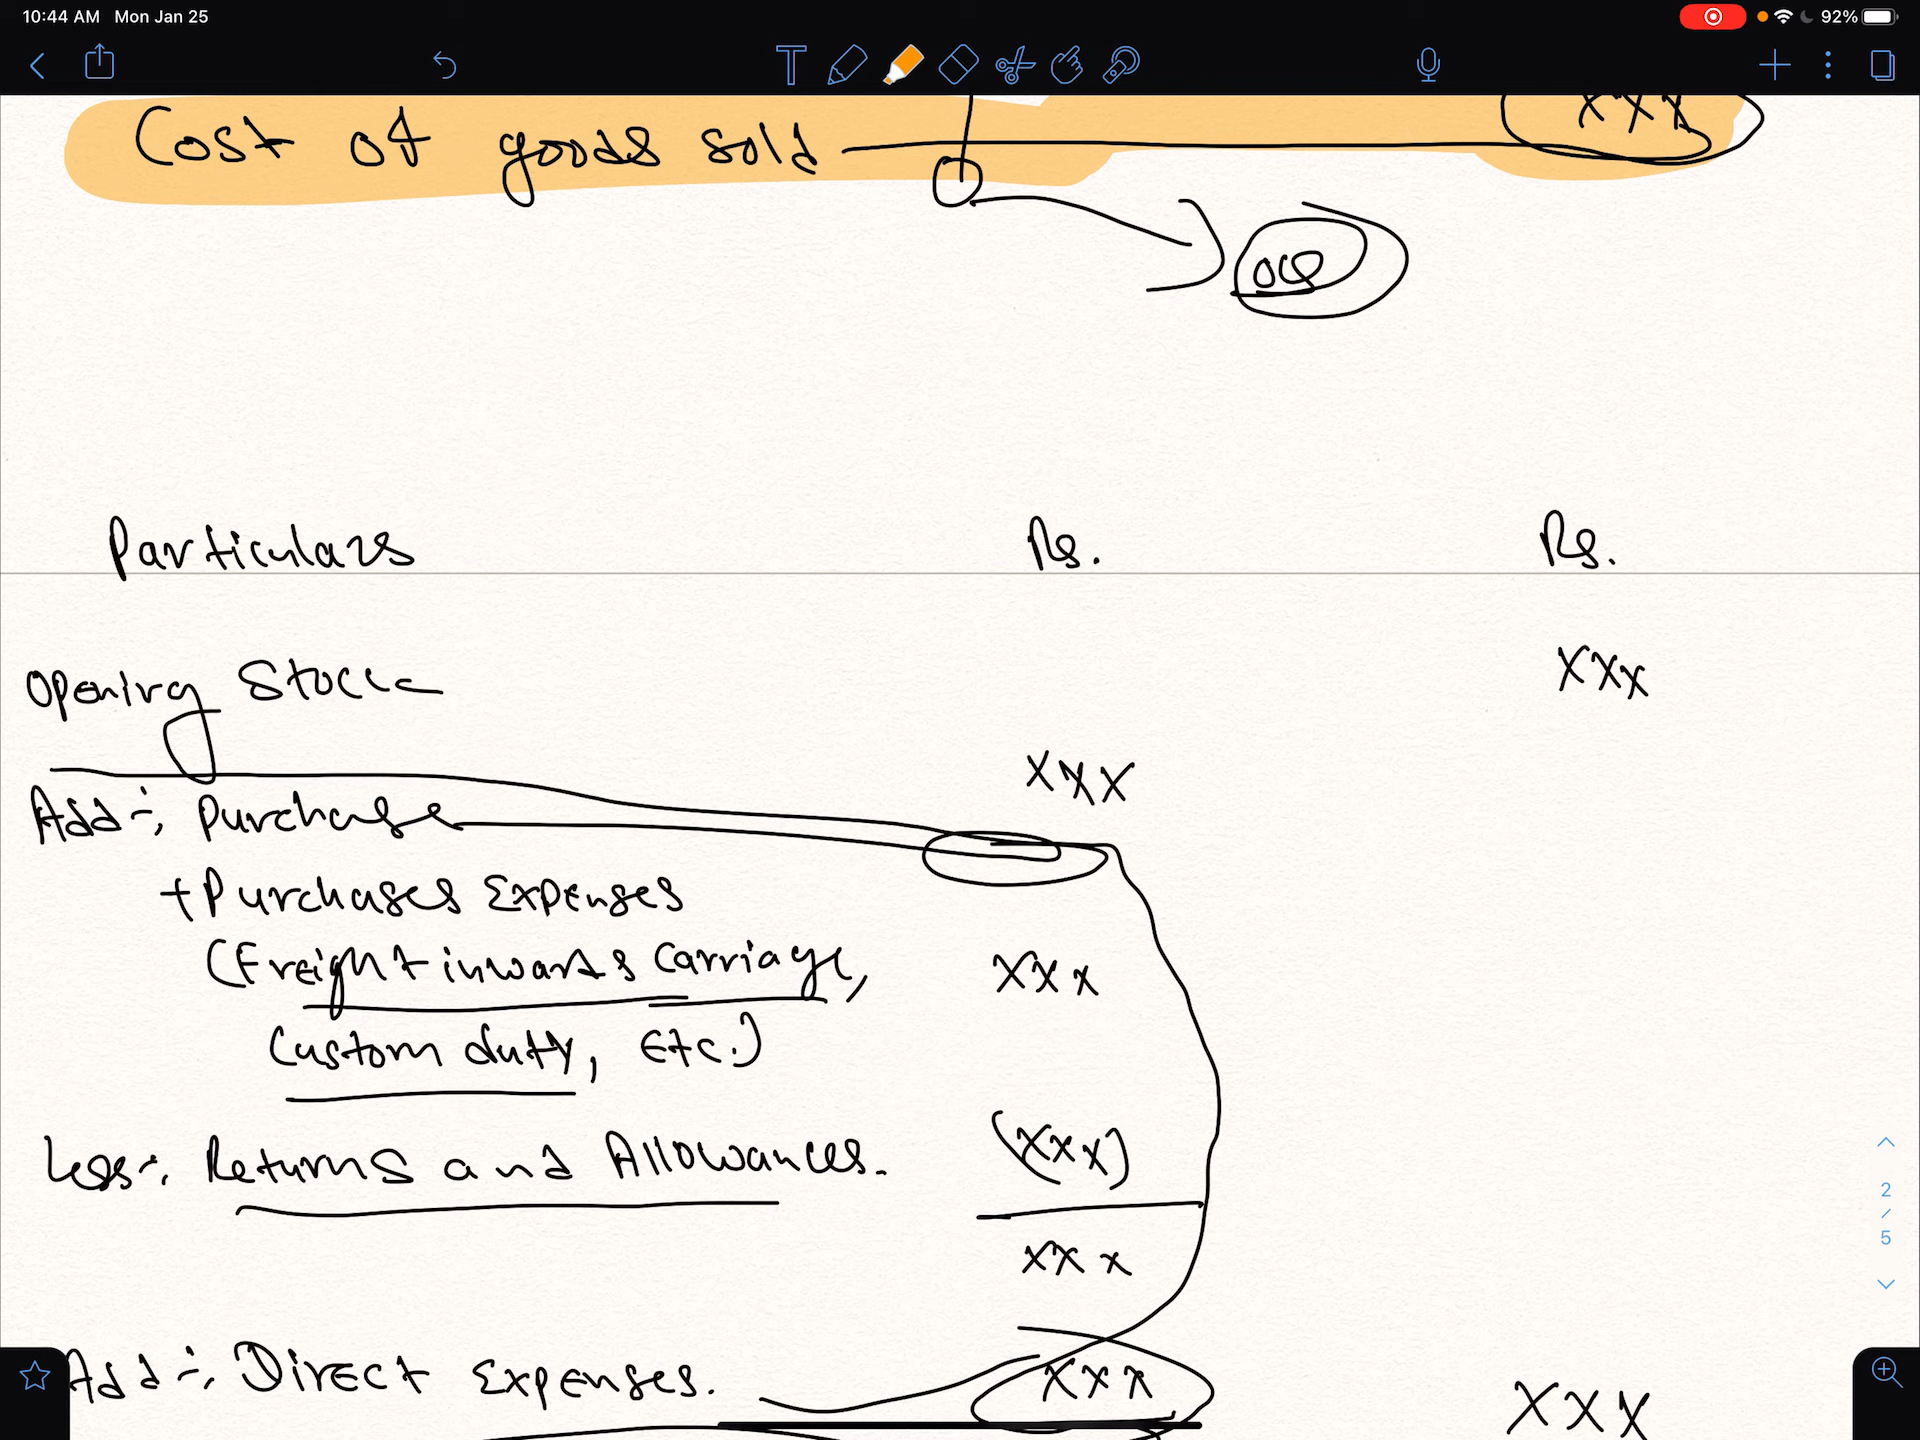 10:44 AM Mon Jan 25 92%
Cost of goods sold XXX
Particulars Rs. Rs.
Opening Stock XXX
XXX
Add:- Purchase
+ Purchases Expenses
(Freight inwards Carriage, XXX
Custom duty, Etc.)
Less:- Returns and Allowances. (XXX)
XXX
Add:- Direct Expenses. XXX XXX
2
/
5